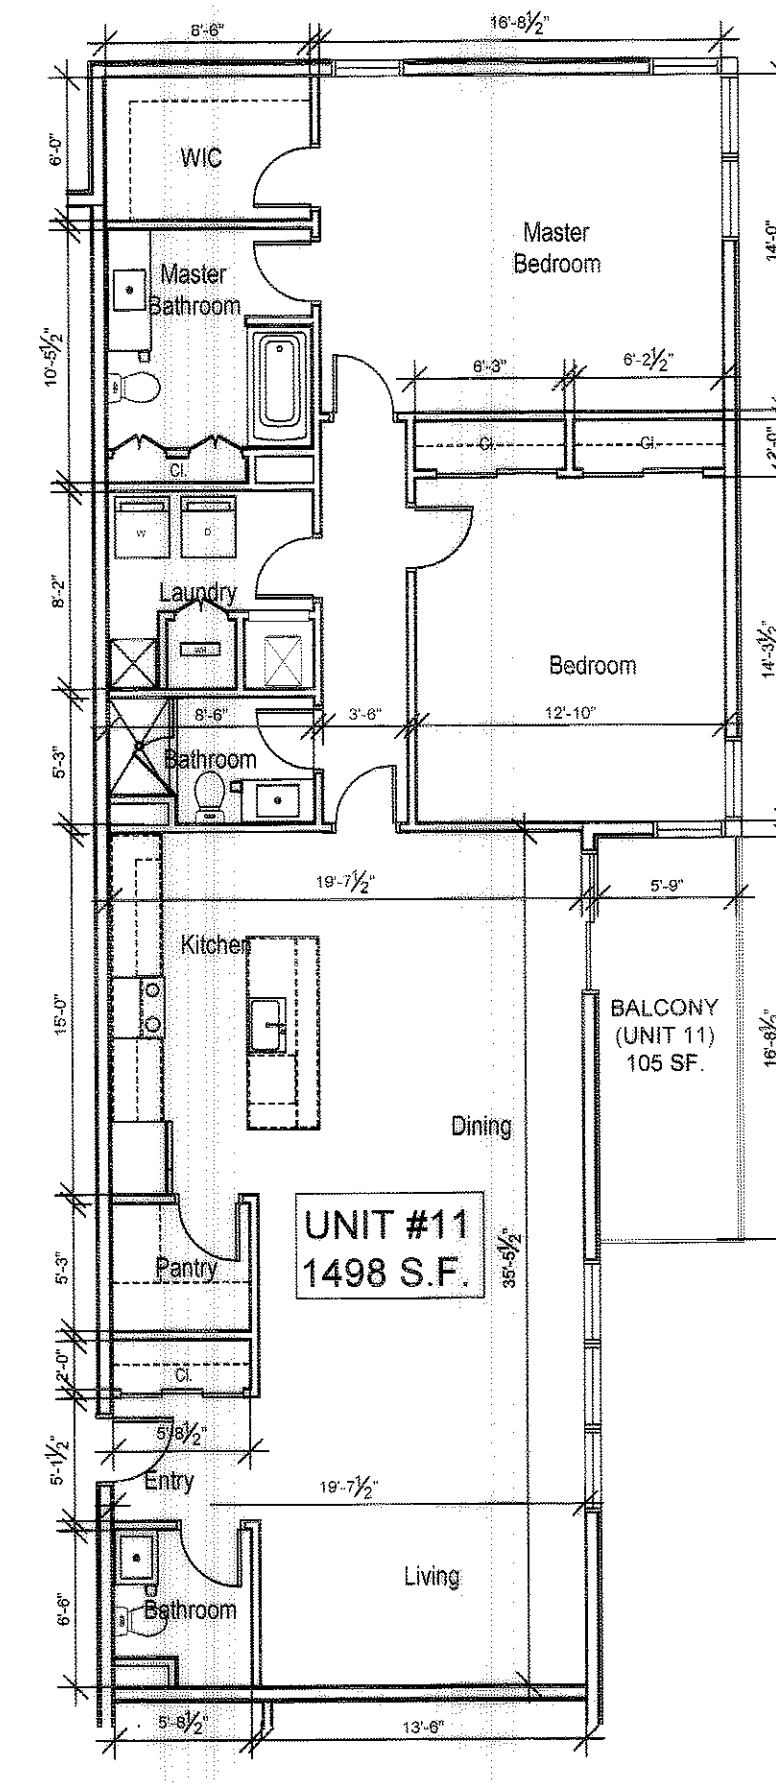 8'-6"
16'-8½"
6'-0"
WIC
Master
Bedroom
14'-0"
Master
Bathroom
10'-5½"
6'-3"
6'-2½"
Cl.
Cl.
2'-0"
Cl.
W
D
8'-2"
Laundry
WH
Bedroom
14'-3½"
8'-6"
3'-6"
12'-10"
5'-3"
Bathroom
19'-7½"
5'-9"
Kitchen
15'-0"
BALCONY
(UNIT 11)
105 SF.
16'-8½"
Dining
UNIT #11
1498 S.F.
35'-5½"
5'-3"
Pantry
2'-0"
Cl.
5'-8½"
5'-1½"
Entry
19'-7½"
Living
6'-6"
Bathroom
5'-8½"
13'-6"